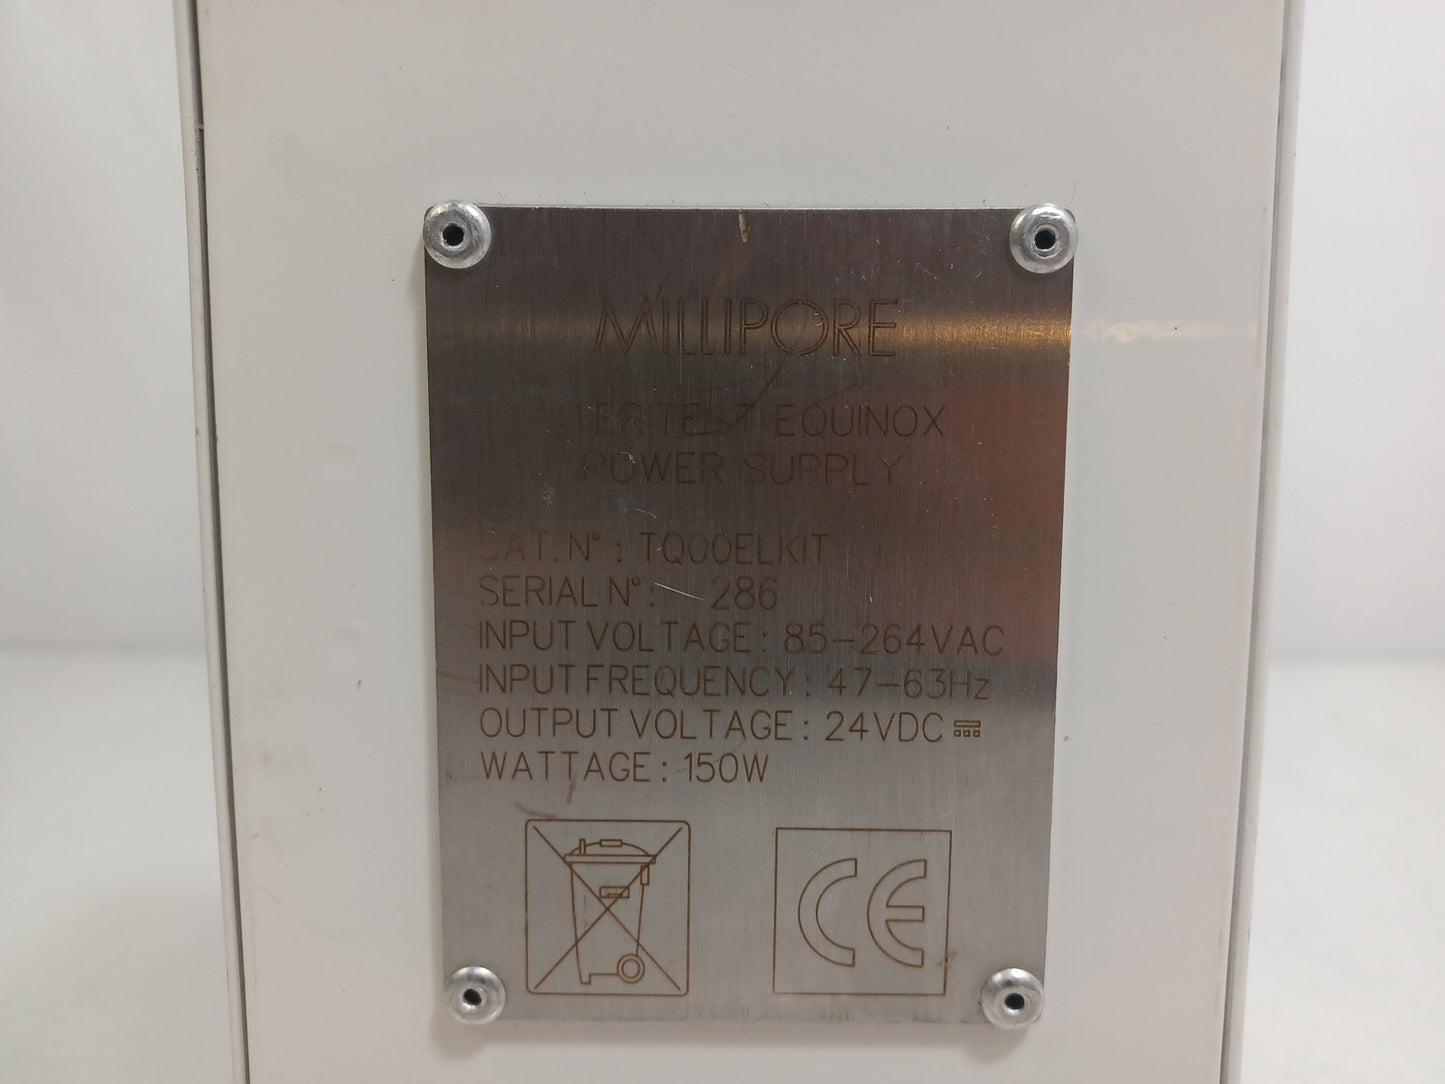 MILLIPORE
STERITEST EQUINOX
POWER SUPPLY
CAT.N° : TQ00ELKIT
SERIAL N° : 286
INPUT VOLTAGE : 85-264VAC
INPUT FREQUENCY : 47-63Hz
OUTPUT VOLTAGE : 24VDC
WATTAGE : 150W
CE